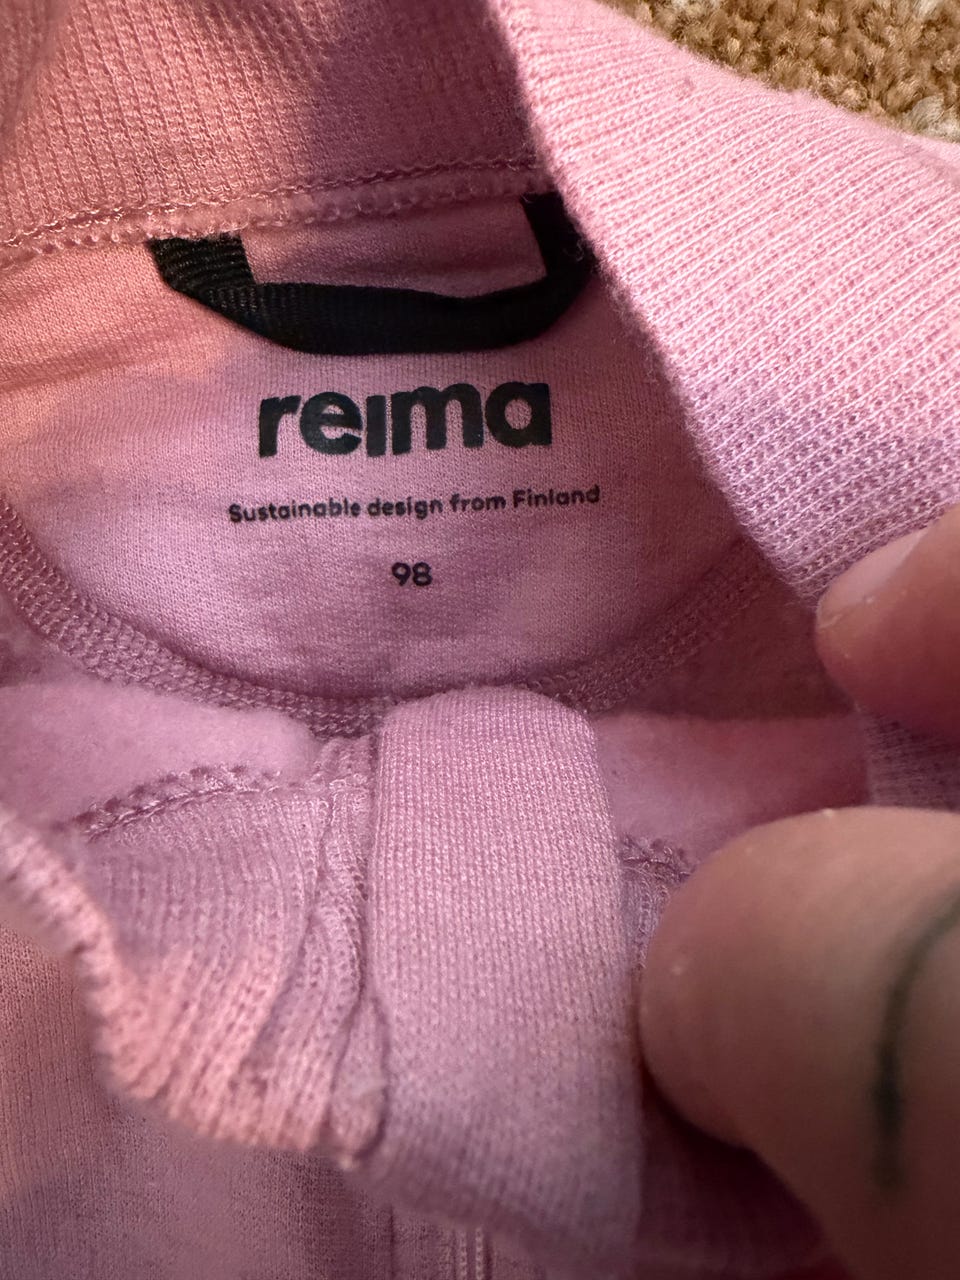 reima
Sustainable design from Finland
98